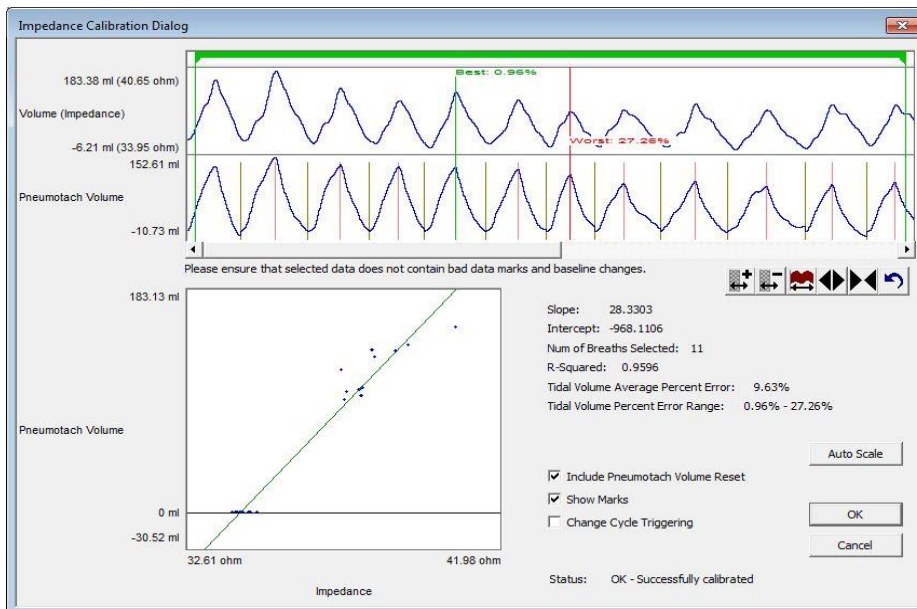 Impedance Calibration Dialog
183.38 ml (40.65 ohm)
Volume (Impedance)
-6.21 ml (33.95 ohm)
Best: 0.96%
Worst: 27.26%
152.61 ml
Pneumotach Volume
-10.73 ml
Please ensure that selected data does not contain bad data marks and baseline changes.
183.13 ml
Pneumotach Volume
0 ml
-30.52 ml
32.61 ohm
41.98 ohm
Impedance
Slope: 28.3303
Intercept: -968.1106
Num of Breaths Selected: 11
R-Squared: 0.9596
Tidal Volume Average Percent Error: 9.63%
Tidal Volume Percent Error Range: 0.96% - 27.26%
Auto Scale
Include Pneumotach Volume Reset
Show Marks
Change Cycle Triggering
OK
Cancel
Status: OK - Successfully calibrated